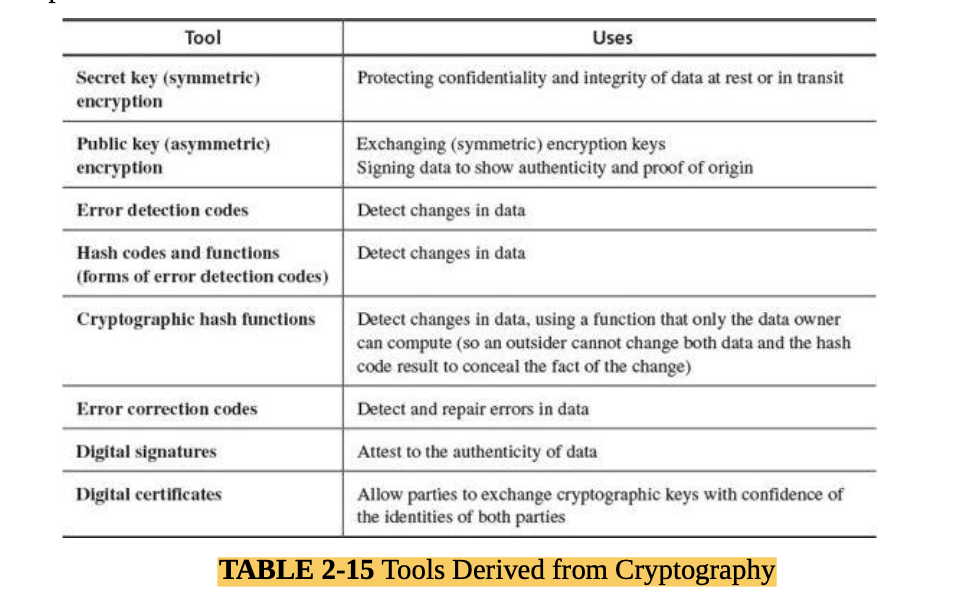 Tool Uses
Secret key (symmetric) Protecting confidentiality and integrity of data at rest or in transit
encryption
Public key (asymmetric) Exchanging (symmetric) encryption keys
encryption Signing data to show authenticity and proof of origin
Error detection codes Detect changes in data
Hash codes and functions Detect changes in data
(forms of error detection codes)
Cryptographic hash functions Detect changes in data, using a function that only the data owner
can compute (so an outsider cannot change both data and the hash
code result to conceal the fact of the change)
Error correction codes Detect and repair errors in data
Digital signatures Attest to the authenticity of data
Digital certificates Allow parties to exchange cryptographic keys with confidence of
the identities of both parties
TABLE 2-15 Tools Derived from Cryptography